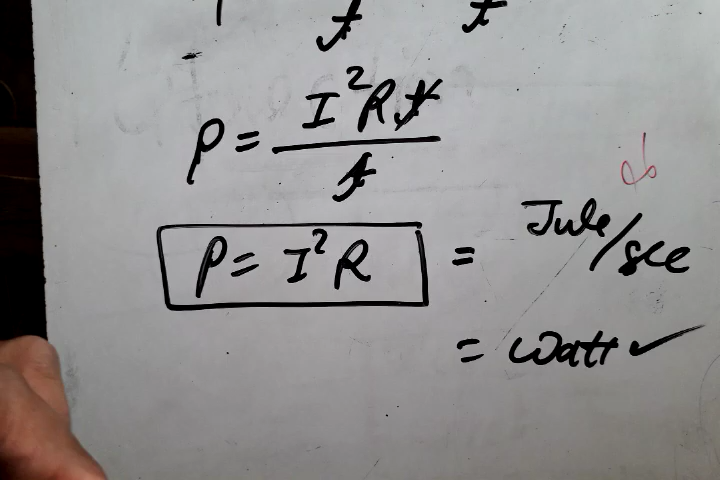 t t
P = I²Rt / t
P = I²R = Jule/sec
= watt ✓